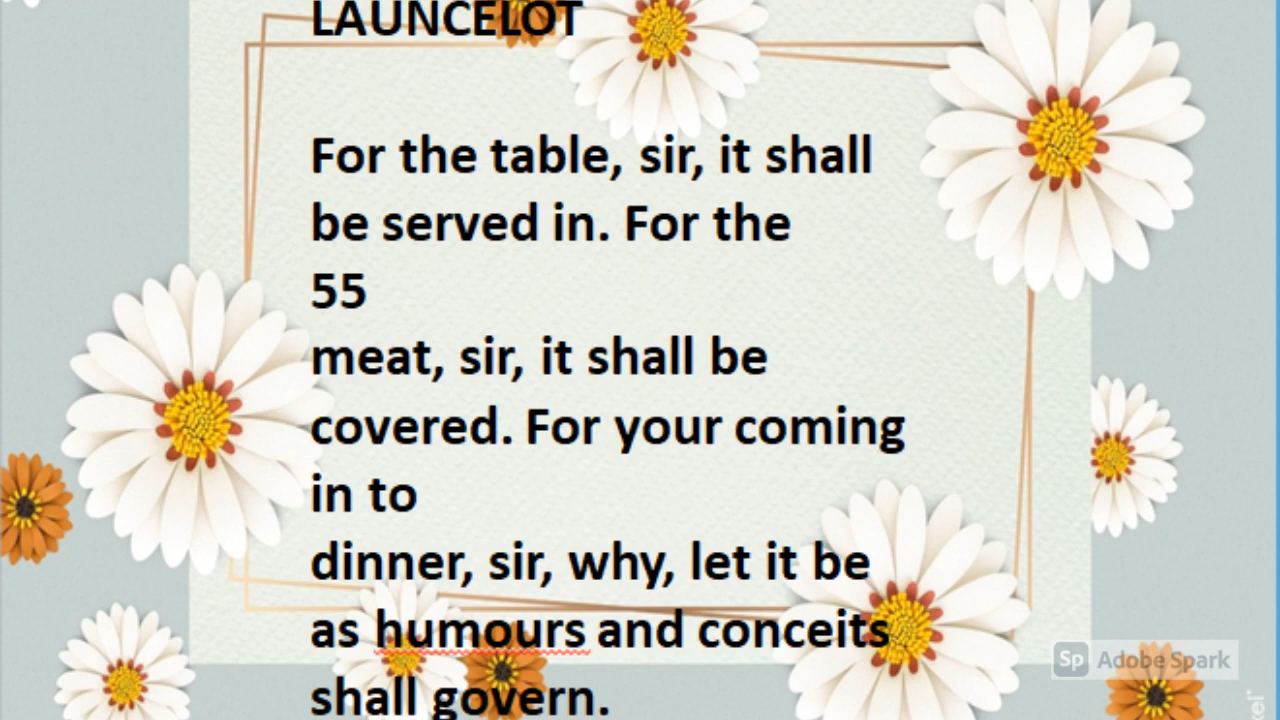 LAUNCELOT
For the table, sir, it shall
be served in. For the
55
meat, sir, it shall be
covered. For your coming
in to
dinner, sir, why, let it be
as humours and conceits
shall govern.
Sp Adobe Spark